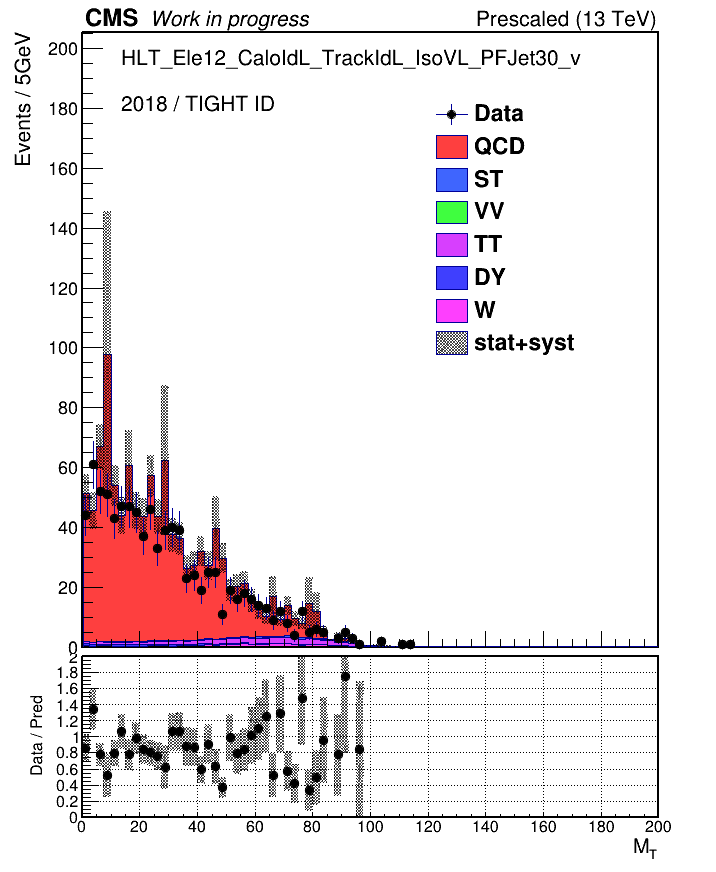 CMS Work in progress Prescaled (13 TeV)
Events / 5GeV
HLT_Ele12_CaloIdL_TrackIdL_IsoVL_PFJet30_v
2018 / TIGHT ID
Data
QCD
ST
VV
TT
DY
W
stat+syst
200
180
160
140
120
100
80
60
40
20
0
Data / Pred
2
1.8
1.6
1.4
1.2
1
0.8
0.6
0.4
0.2
0
0 20 40 60 80 100 120 140 160 180 200
M_T